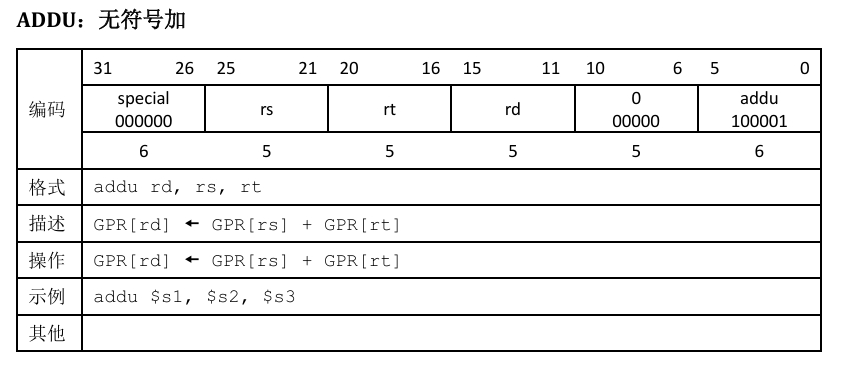 ADDU：无符号加
编码
31 26 25 21 20 16 15 11 10 6 5 0
special rs rt rd 0 addu
000000 00000 100001
6 5 5 5 5 6
格式 addu rd, rs, rt
描述 GPR[rd] ← GPR[rs] + GPR[rt]
操作 GPR[rd] ← GPR[rs] + GPR[rt]
示例 addu $s1, $s2, $s3
其他